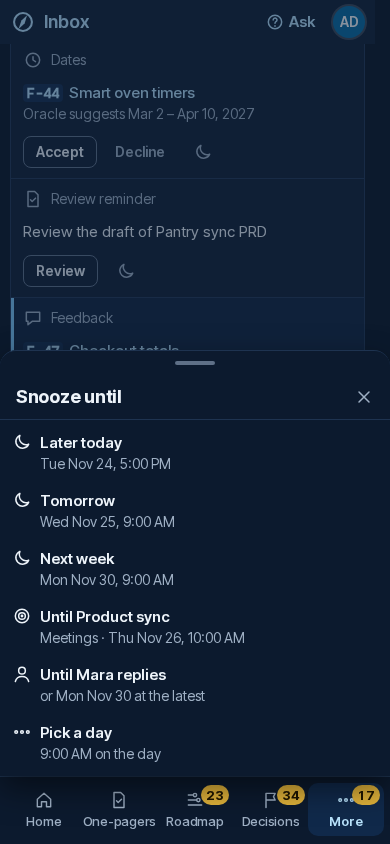 Inbox
Ask
AD
Dates
F-44 Smart oven timers
Oracle suggests Mar 2 – Apr 10, 2027
Accept
Decline
Review reminder
Review the draft of Pantry sync PRD
Review
Feedback
F-47 Checkout totals
Snooze until
Later today
Tue Nov 24, 5:00 PM
Tomorrow
Wed Nov 25, 9:00 AM
Next week
Mon Nov 30, 9:00 AM
Until Product sync
Meetings · Thu Nov 26, 10:00 AM
Until Mara replies
or Mon Nov 30 at the latest
Pick a day
9:00 AM on the day
23
34
17
Home
One-pagers
Roadmap
Decisions
More